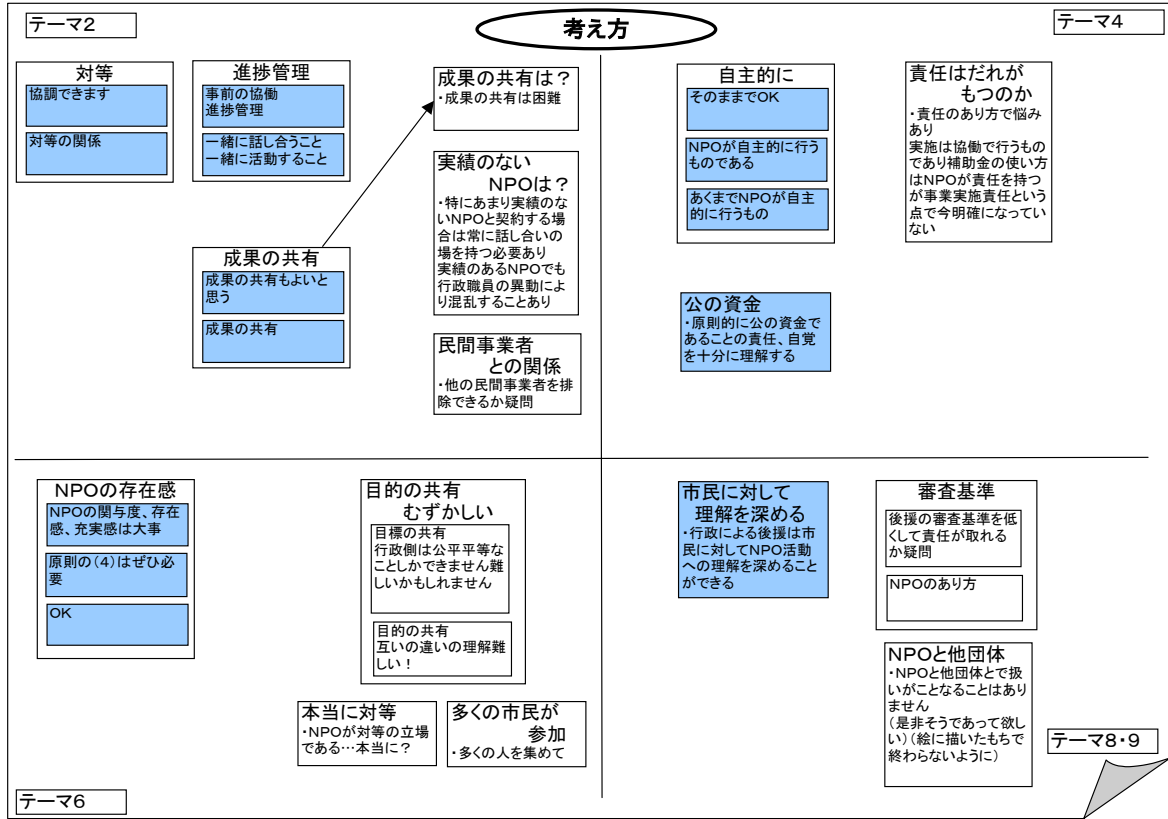 テーマ2
考え方
テーマ4
対等
協調できます
対等の関係
進捗管理
事前の協働
進捗管理
一緒に話し合うこと
一緒に活動すること
成果の共有は？
・成果の共有は困難
実績のない
NPOは？
・特にあまり実績のな
いNPOと契約する場
合は常に話し合いの
場を持つ必要あり
実績のあるNPOでも
行政職員の異動によ
り混乱することあり
成果の共有
成果の共有もよいと
思う
成果の共有
民間事業者
との関係
・他の民間事業者を排
除できるか疑問
自主的に
そのままでOK
NPOが自主的に行う
ものである
あくまでNPOが自主
的に行うもの
責任はだれが
もつのか
・責任のあり方で悩み
あり
実施は協働で行うもの
であり補助金の使い方
はNPOが責任を持つ
が事業実施責任という
点で今明確になってい
ない
公の資金
・原則的に公の資金で
あることの責任、自覚
を十分に理解する
NPOの存在感
NPOの関与度、存在
感、充実感は大事
原則の(4)はぜひ必
要
OK
目的の共有
むずかしい
目標の共有
行政側は公平平等な
ことしかできません難
しいかもしれません
目的の共有
互いの違いの理解難
しい！
本当に対等
・NPOが対等の立場
である…本当に？
多くの市民が
参加
・多くの人を集めて
テーマ6
市民に対して
理解を深める
・行政による後援は市
民に対してNPO活動
への理解を深めること
ができる
審査基準
後援の審査基準を低
くして責任が取れる
か疑問
NPOのあり方
NPOと他団体
・NPOと他団体とで扱
いがことなることはあり
ません
(是非そうであって欲し
い)(絵に描いたもちで
終わらないように)
テーマ8・9